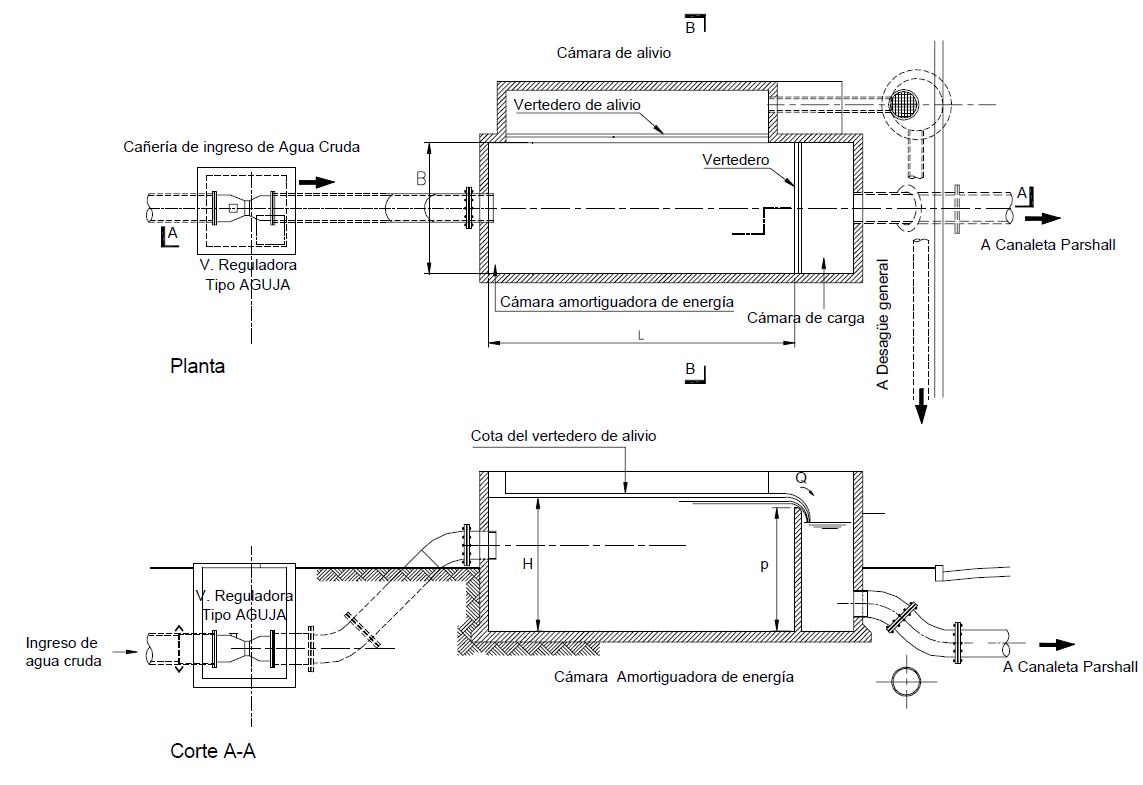 B
Cámara de alivio
Vertedero de alivio
Cañería de ingreso de Agua Cruda
Vertedero
B
A
A
A Canaleta Parshall
V. Reguladora
Tipo AGUJA
Cámara amortiguadora de energía
Cámara de carga
A Desagüe general
L
B
Planta
Cota del vertedero de alivio
Q
H
p
V. Reguladora
Tipo AGUJA
Ingreso de
agua cruda
A Canaleta Parshall
Cámara Amortiguadora de energía
Corte A-A